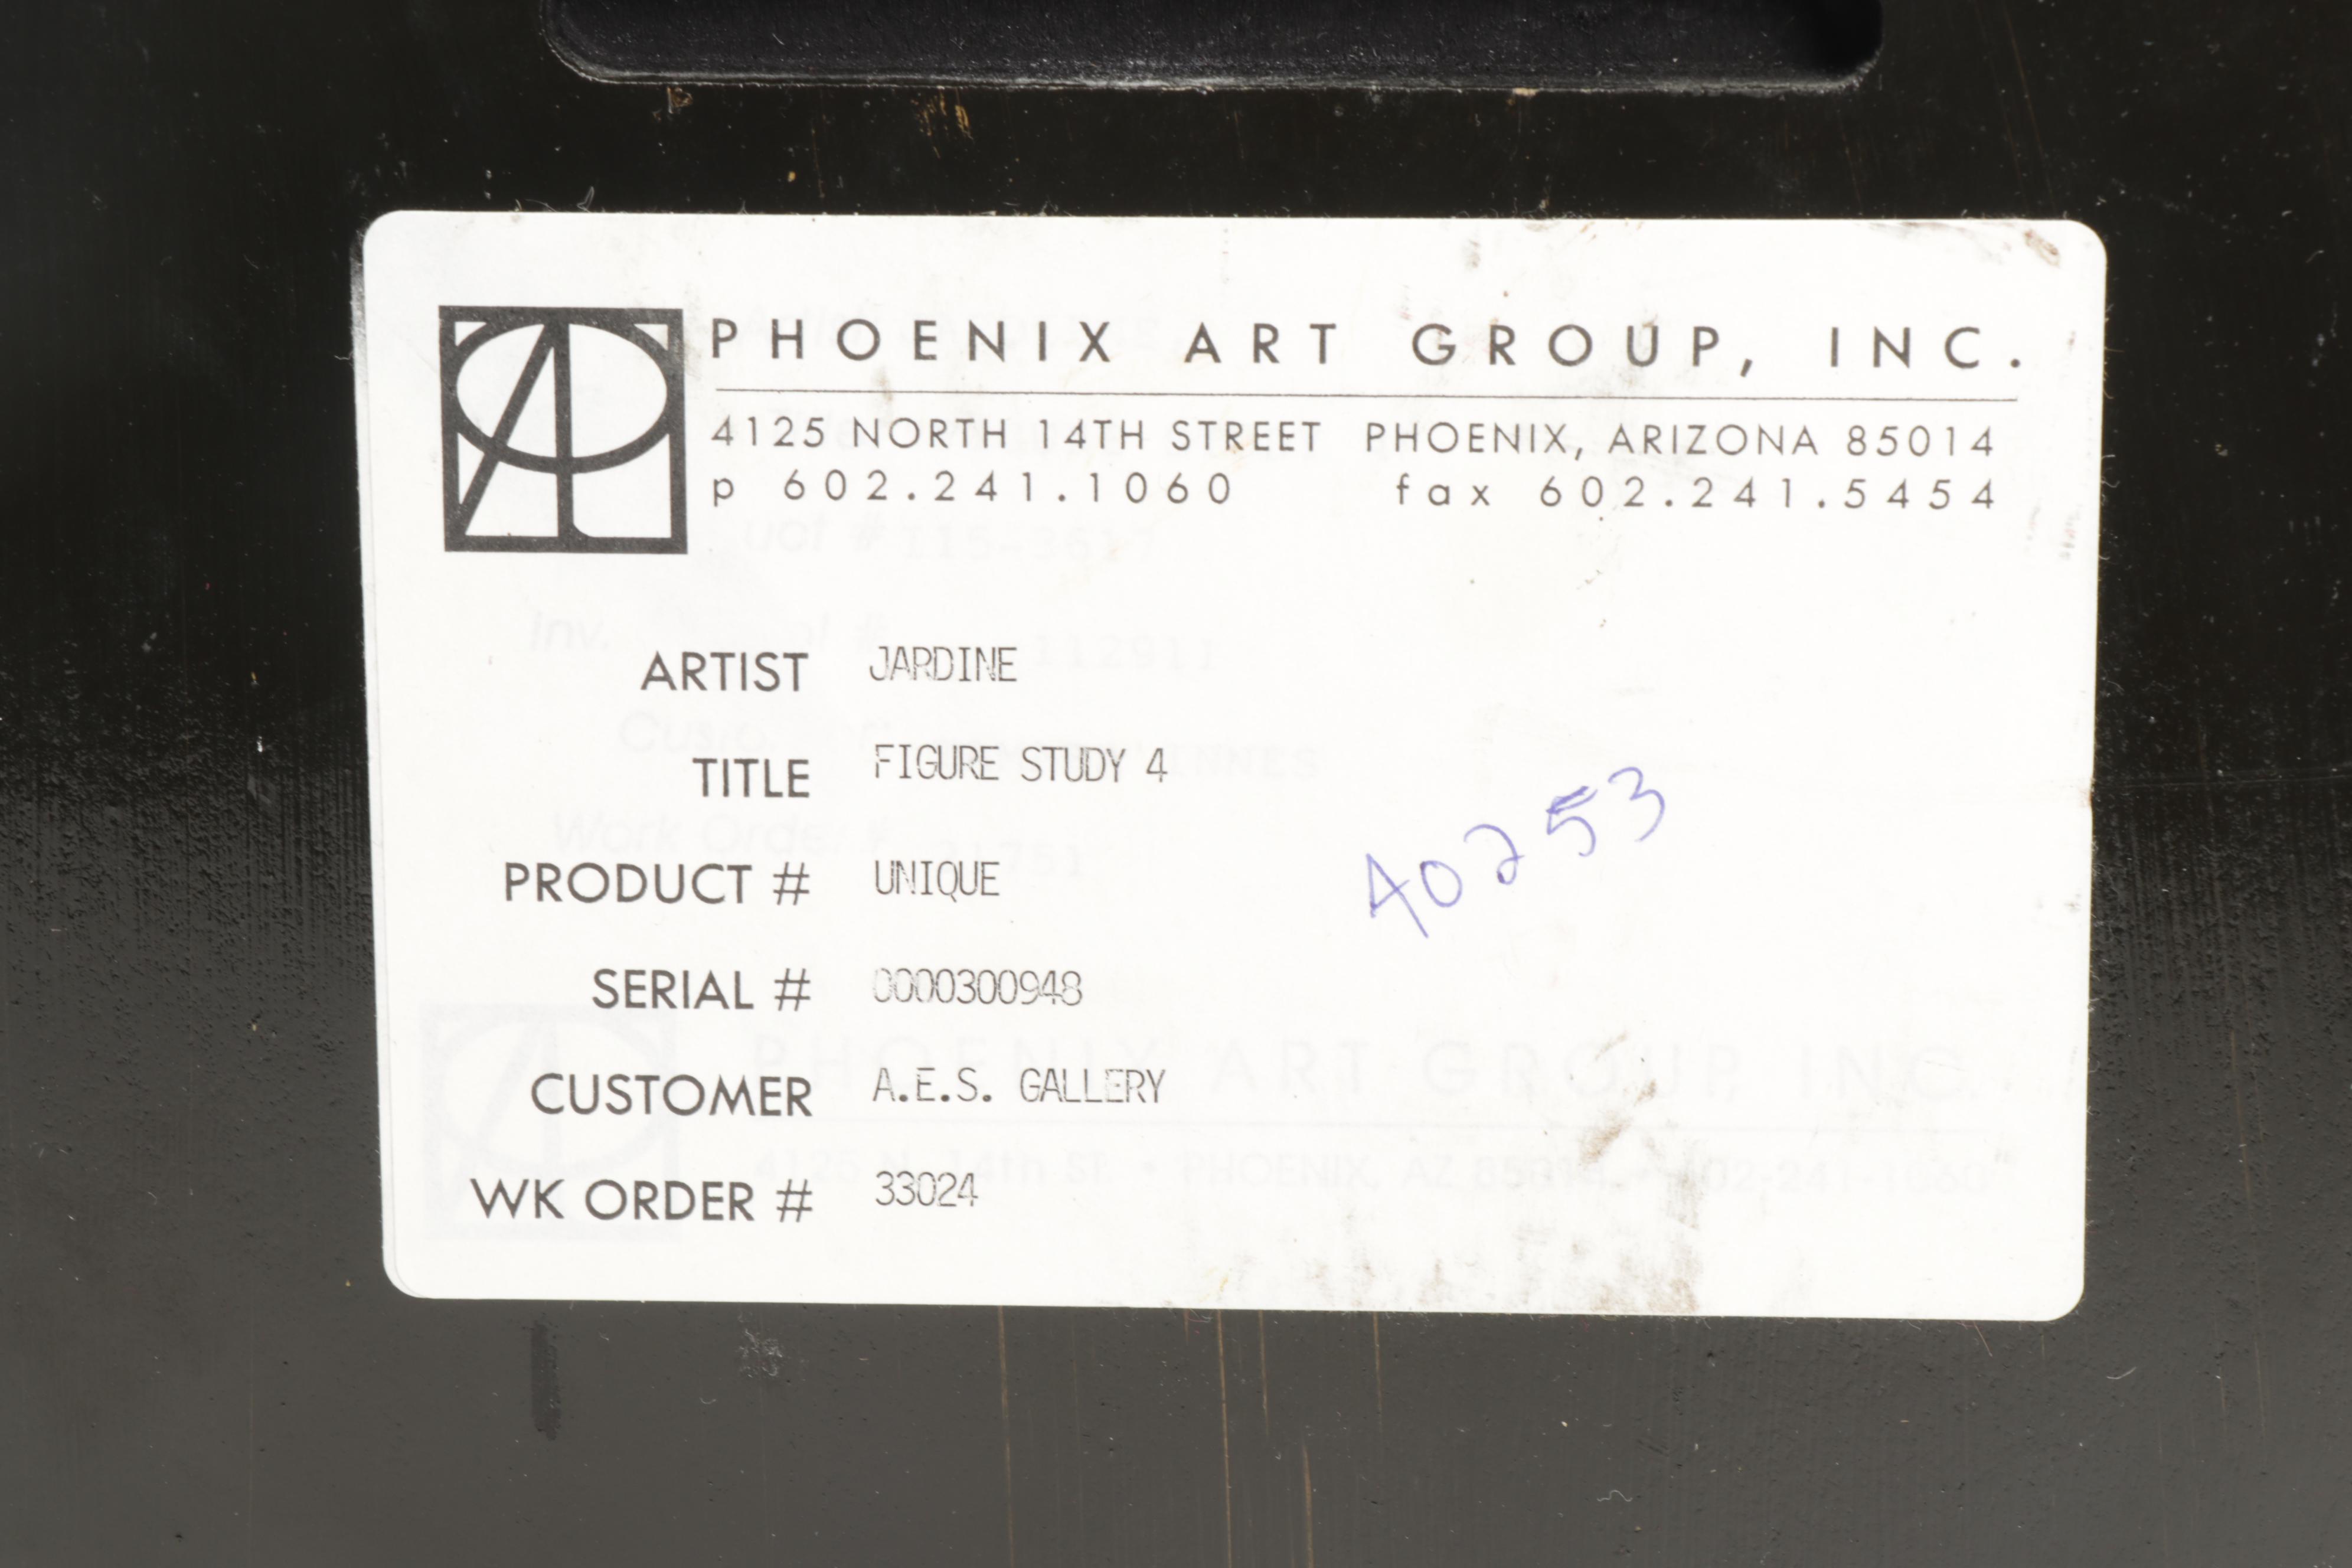 PHOENIX ART GROUP, INC.
4125 NORTH 14TH STREET PHOENIX, ARIZONA 85014
p 602.241.1060 fax 602.241.5454
ARTIST JARDINE
TITLE FIGURE STUDY 4
PRODUCT # UNIQUE
40253
SERIAL # 0000300948
CUSTOMER A.E.S. GALLERY
WK ORDER # 33024